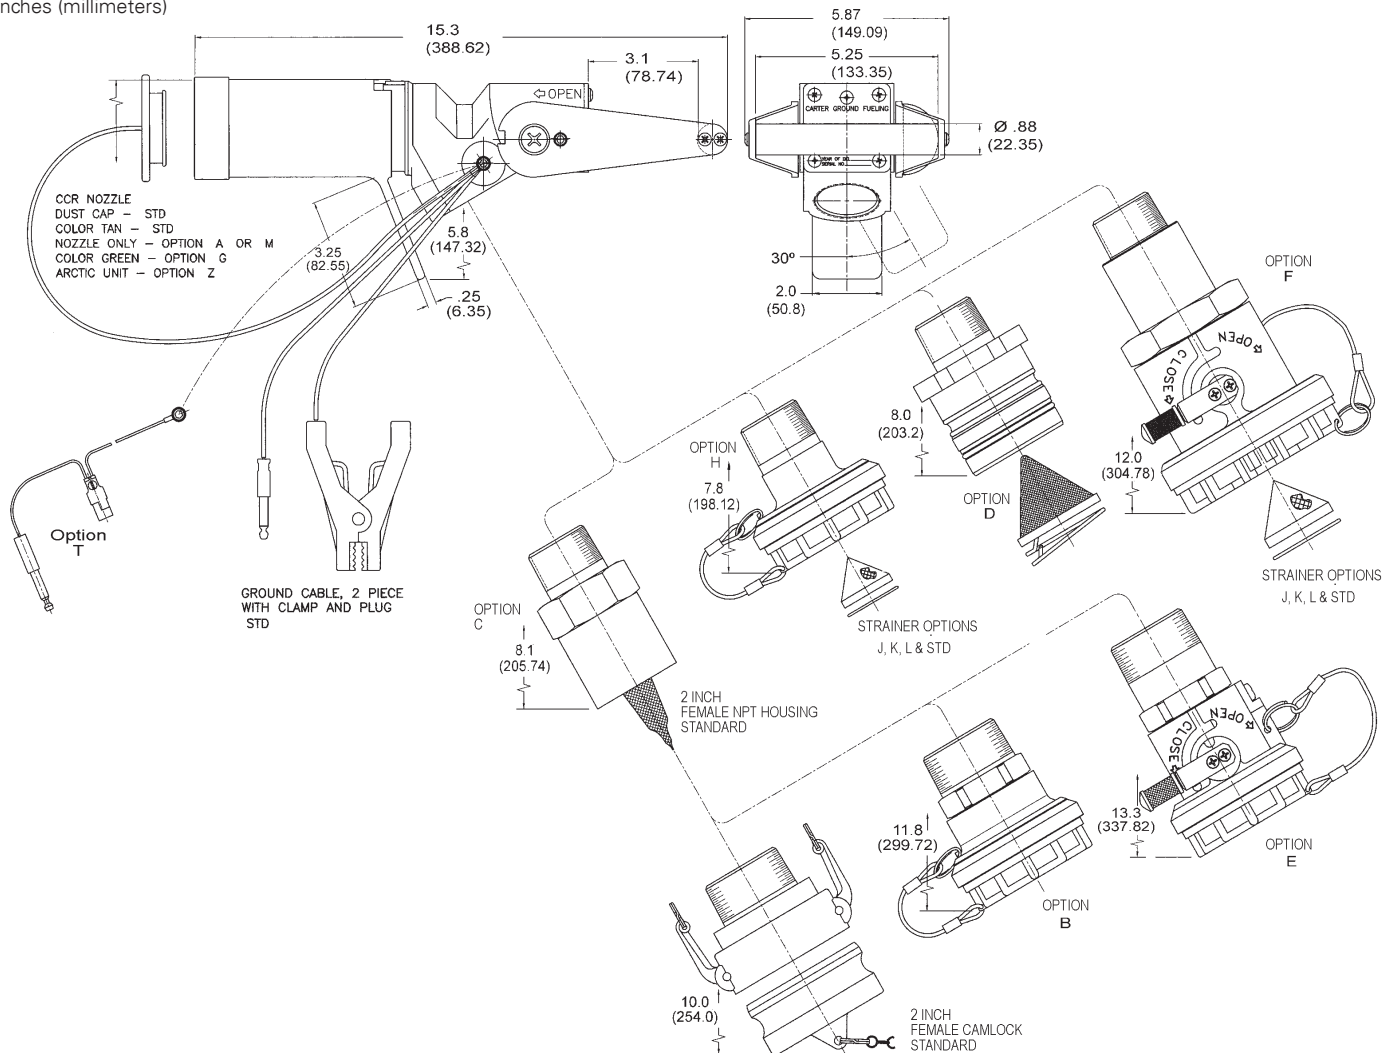 nches (millimeters)
15.3
(388.62)
3.1
(78.74)
OPEN
5.87
(149.09)
5.25
(133.35)
CARTER GROUND FUELING
Ø .88
(22.35)
SERIAL NO.
30º
2.0
(50.8)
CCR NOZZLE
DUST CAP – STD
COLOR TAN – STD
NOZZLE ONLY – OPTION A OR M
COLOR GREEN – OPTION G
ARCTIC UNIT – OPTION Z
3.25
(82.55)
5.8
(147.32)
.25
(6.35)
OPTION
F
OPEN
CLOSE
12.0
(304.78)
STRAINER OPTIONS
J, K, L & STD
8.0
(203.2)
OPTION
D
OPTION
H
7.8
(198.12)
STRAINER OPTIONS
J, K, L & STD
Option
T
GROUND CABLE, 2 PIECE
WITH CLAMP AND PLUG
STD
OPTION
C
8.1
(205.74)
2 INCH
FEMALE NPT HOUSING
STANDARD
OPEN
CLOSE
13.3
(337.82)
OPTION
E
11.8
(299.72)
OPTION
B
10.0
(254.0)
2 INCH
FEMALE CAMLOCK
STANDARD